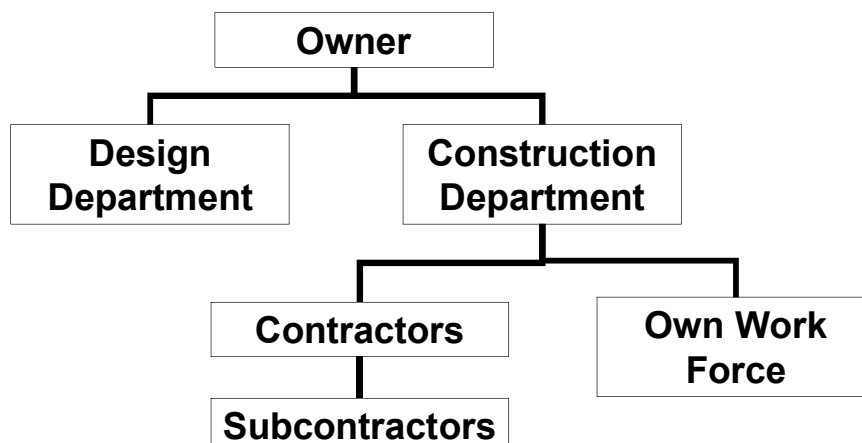 Owner
Design
Department
Construction
Department
Contractors
Own Work
Force
Subcontractors